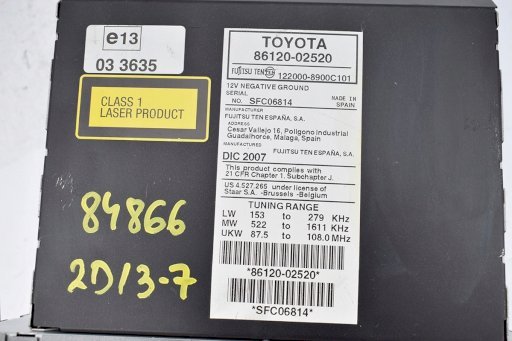 e13
03 3635
CLASS 1
LASER PRODUCT
84866
2D13-7
TOYOTA
86120-02520
FUJITSU TEN 122000-8900C101
12V NEGATIVE GROUND
SERIAL
NO. SFC06814
MADE IN
SPAIN
MANUFACTURER
FUJITSU TEN ESPAÑA, S.A.
ADDRESS
Cesar Vallejo 16, Poligono Industrial
Guadalhorce, Malaga, Spain
MANUFACTURED
FUJITSU TEN ESPAÑA, S.A.
DIC 2007
This product complies with
21 CFR Chapter 1, Subchapter J.
US 4.527.265 under license of
Staar S.A. -Brussels -Belgium
TUNING RANGE
LW 153 to 279 KHz
MW 522 to 1611 KHz
UKW 87.5 to 108.0 MHz
*86120-02520*
*SFC06814*